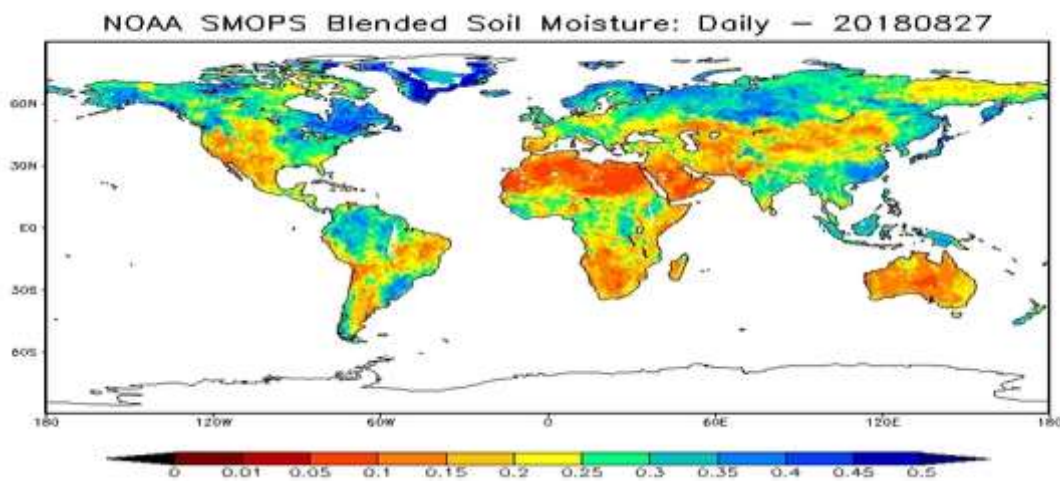 NOAA SMOPS Blended Soil Moisture: Daily – 20180827
60N
30N
EQ
30S
60S
180 120W 60W 0 60E 120E 180
0 0.01 0.05 0.1 0.15 0.2 0.25 0.3 0.35 0.4 0.45 0.5